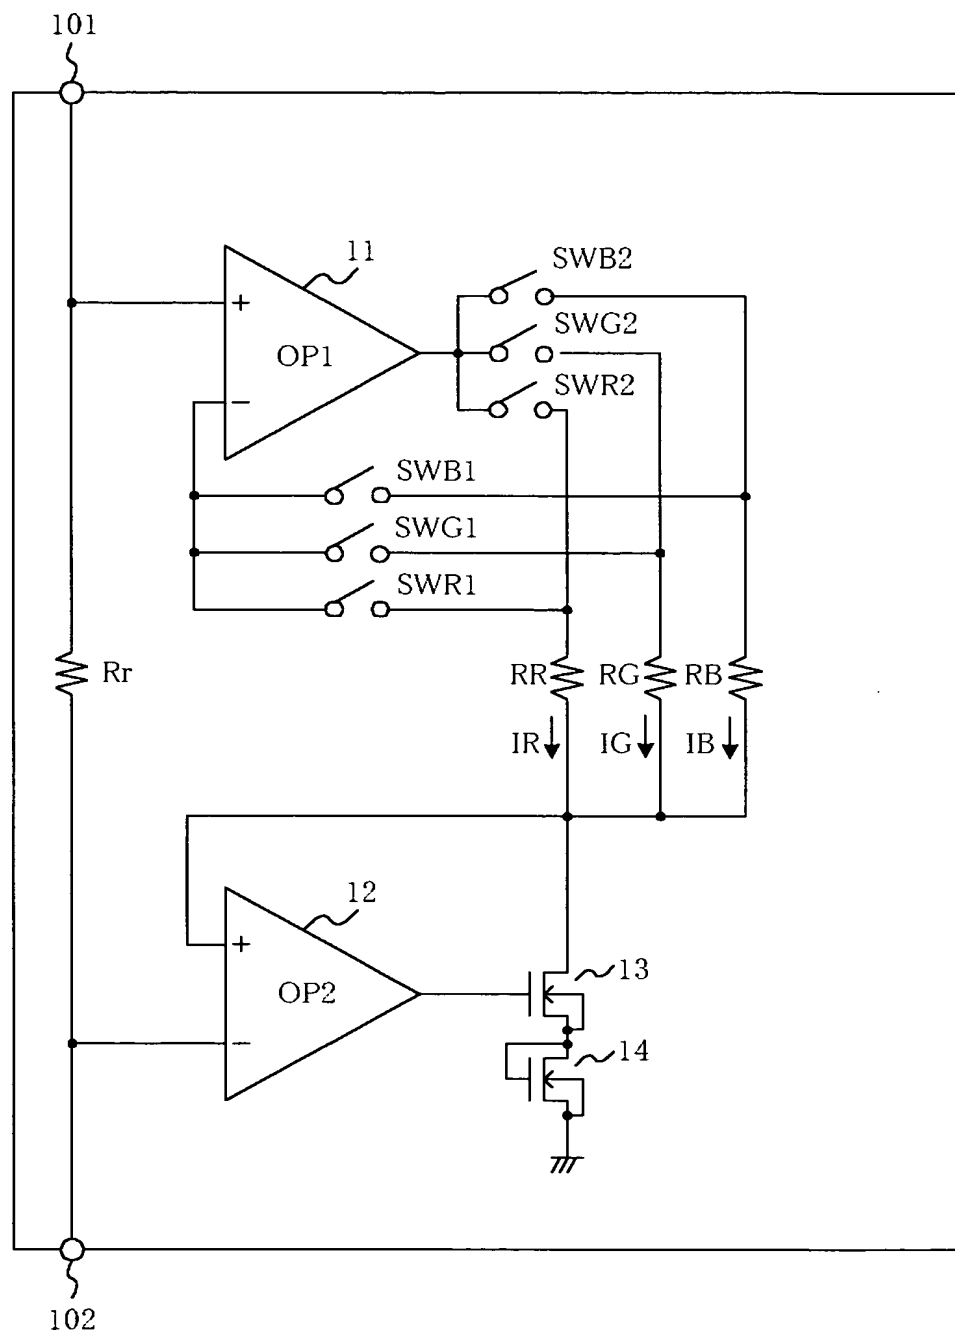 101
11
SWB2
+
SWG2
OP1
SWR2
−
SWB1
SWG1
SWR1
Rr
RR
RG
RB
IR
IG
IB
12
+
13
OP2
−
14
102